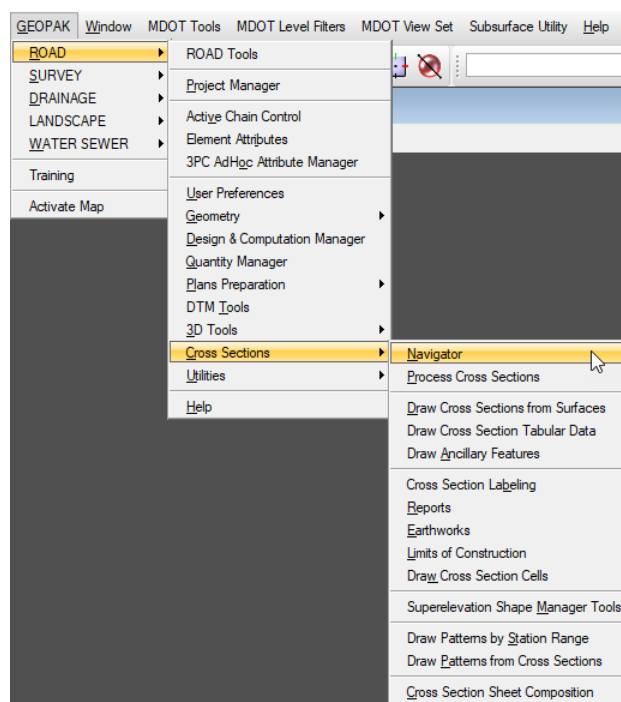 GEOPAK Window MDOT Tools MDOT Level Filters MDOT View Set Subsurface Utility Help
ROAD
SURVEY
DRAINAGE
LANDSCAPE
WATER SEWER
Training
Activate Map
ROAD Tools
Project Manager
Active Chain Control
Element Attributes
3PC AdHoc Attribute Manager
User Preferences
Geometry
Design & Computation Manager
Quantity Manager
Plans Preparation
DTM Tools
3D Tools
Cross Sections
Utilities
Help
Navigator
Process Cross Sections
Draw Cross Sections from Surfaces
Draw Cross Section Tabular Data
Draw Ancillary Features
Cross Section Labeling
Reports
Earthworks
Limits of Construction
Draw Cross Section Cells
Superelevation Shape Manager Tools
Draw Patterns by Station Range
Draw Patterns from Cross Sections
Cross Section Sheet Composition